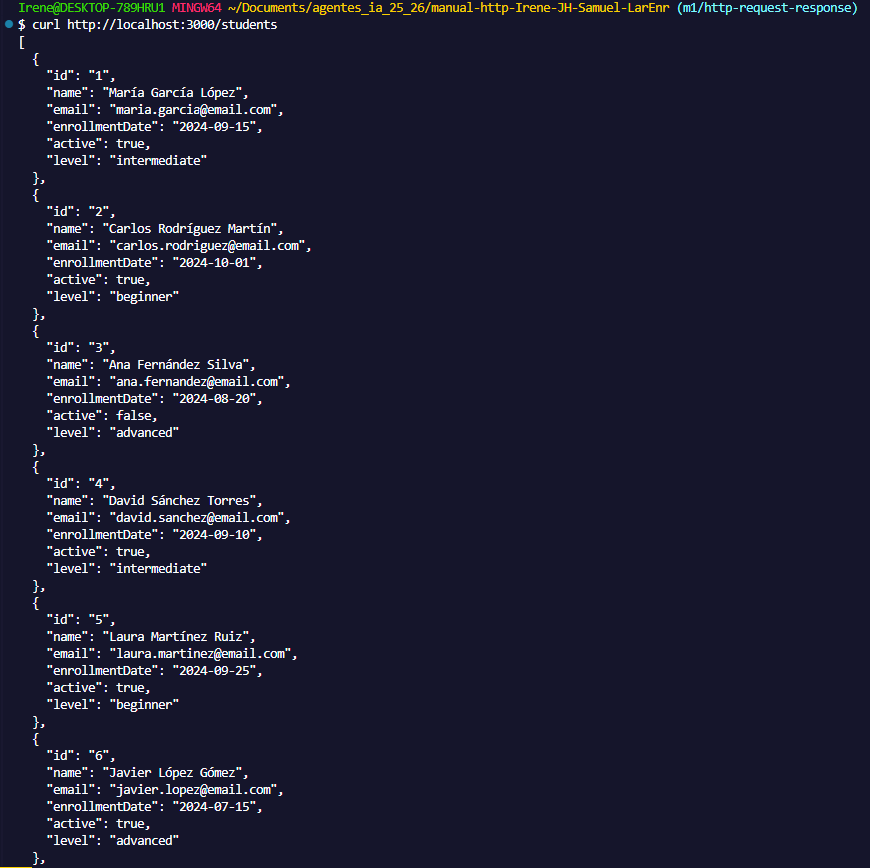 Irene@DESKTOP-789HRU1 MINGW64 ~/Documents/agentes_ia_25_26/manual-http-Irene-JH-Samuel-LarEnr (m1/http-request-response)
$ curl http://localhost:3000/students
[
  {
    "id": "1",
    "name": "María García López",
    "email": "maria.garcia@email.com",
    "enrollmentDate": "2024-09-15",
    "active": true,
    "level": "intermediate"
  },
  {
    "id": "2",
    "name": "Carlos Rodríguez Martín",
    "email": "carlos.rodriguez@email.com",
    "enrollmentDate": "2024-10-01",
    "active": true,
    "level": "beginner"
  },
  {
    "id": "3",
    "name": "Ana Fernández Silva",
    "email": "ana.fernandez@email.com",
    "enrollmentDate": "2024-08-20",
    "active": false,
    "level": "advanced"
  },
  {
    "id": "4",
    "name": "David Sánchez Torres",
    "email": "david.sanchez@email.com",
    "enrollmentDate": "2024-09-10",
    "active": true,
    "level": "intermediate"
  },
  {
    "id": "5",
    "name": "Laura Martínez Ruiz",
    "email": "laura.martinez@email.com",
    "enrollmentDate": "2024-09-25",
    "active": true,
    "level": "beginner"
  },
  {
    "id": "6",
    "name": "Javier López Gómez",
    "email": "javier.lopez@email.com",
    "enrollmentDate": "2024-07-15",
    "active": true,
    "level": "advanced"
  },